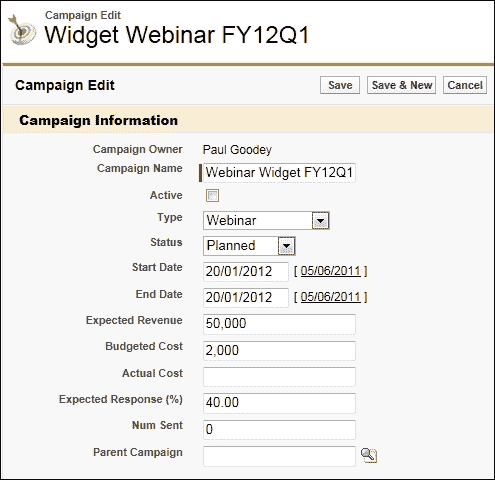 Campaign Edit
Widget Webinar FY12Q1
Campaign Edit Save Save & New Cancel
Campaign Information
Campaign Owner Paul Goodey
Campaign Name Webinar Widget FY12Q1
Active
Type Webinar
Status Planned
Start Date 20/01/2012 [ 05/06/2011 ]
End Date 20/01/2012 [ 05/06/2011 ]
Expected Revenue 50,000
Budgeted Cost 2,000
Actual Cost
Expected Response (%) 40.00
Num Sent 0
Parent Campaign